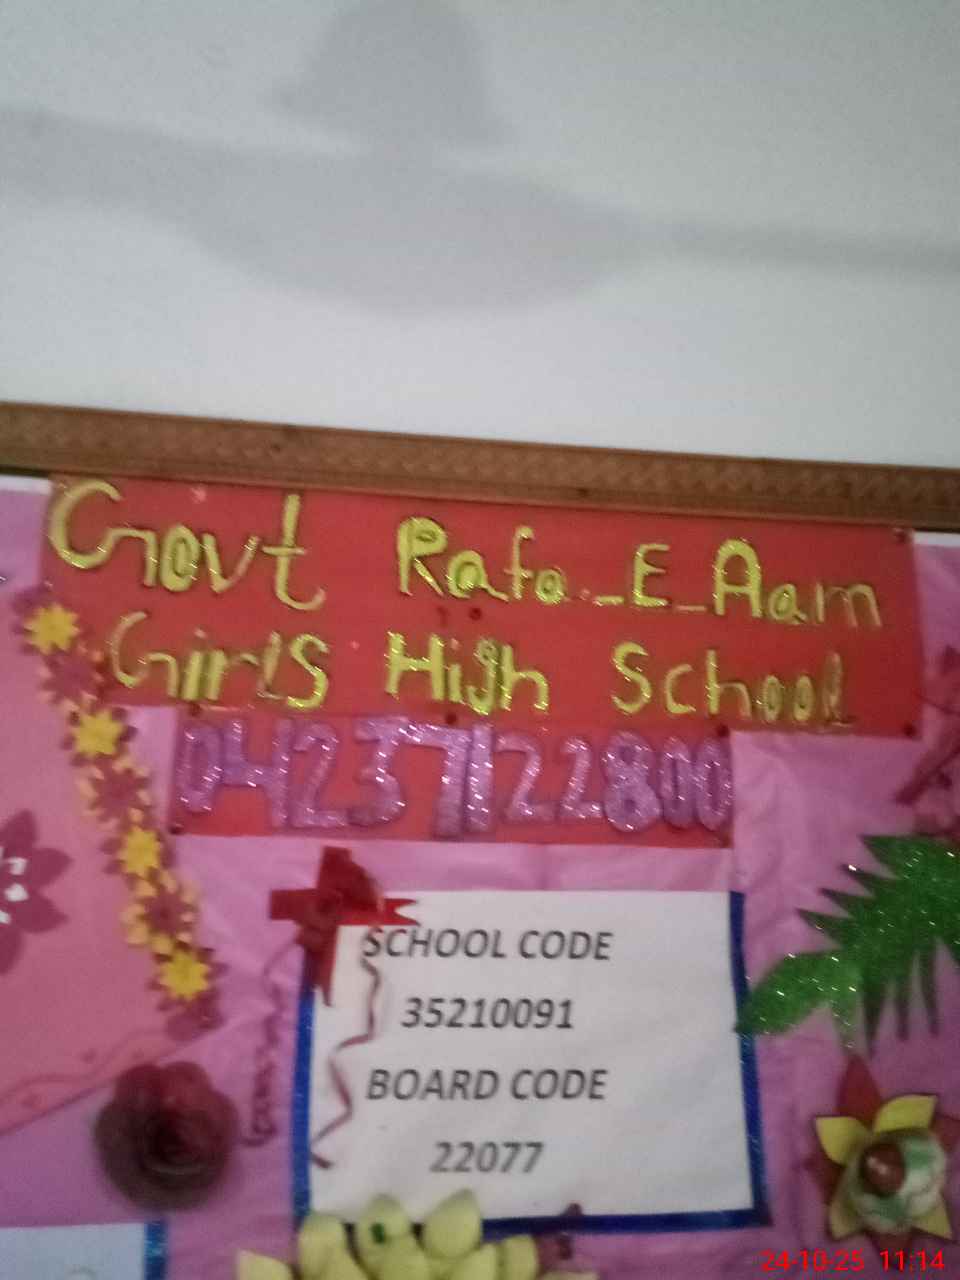 Govt Rafa_E_Aam
Girls High School
04237122800
SCHOOL CODE
35210091
BOARD CODE
22077
24-10-25 11:14